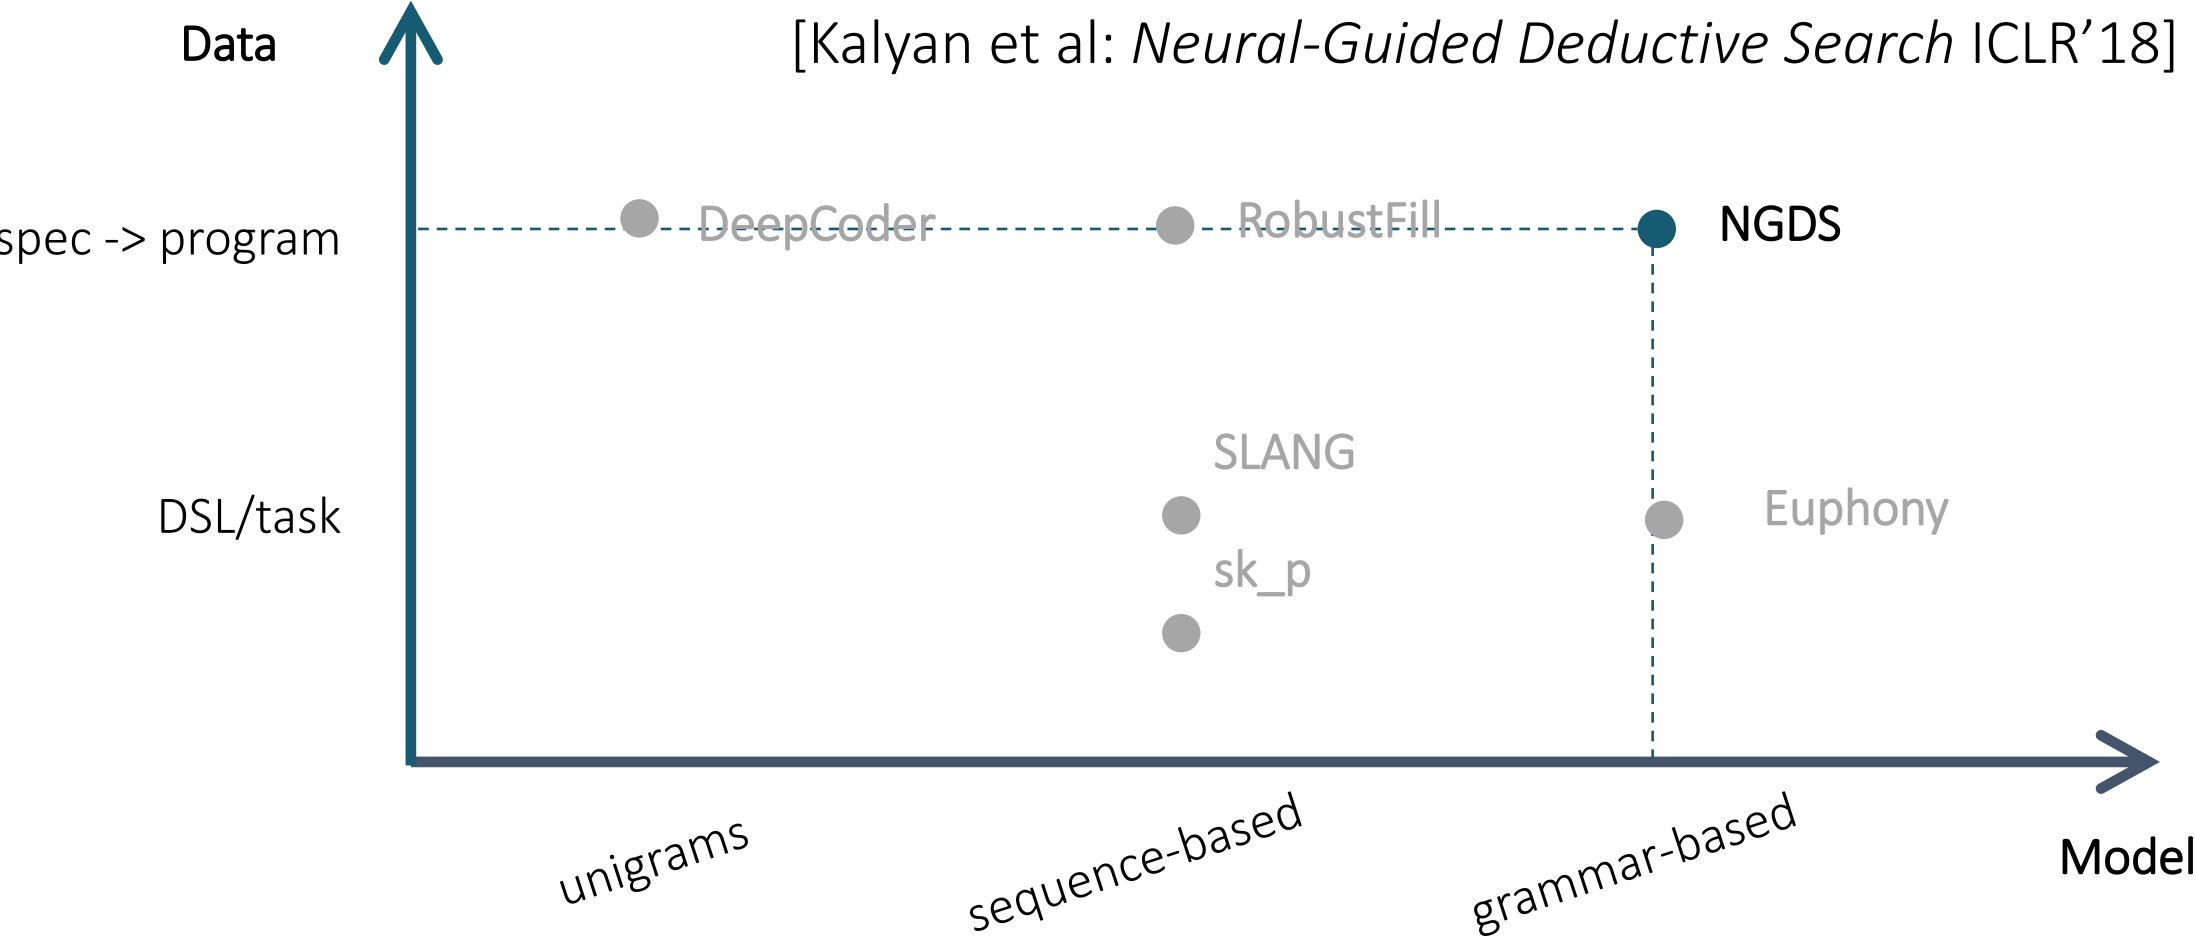 Data
[Kalyan et al: Neural-Guided Deductive Search ICLR’18]
spec -> program
DeepCoder
RobustFill
NGDS
SLANG
DSL/task
Euphony
sk_p
unigrams
sequence-based
grammar-based
Model